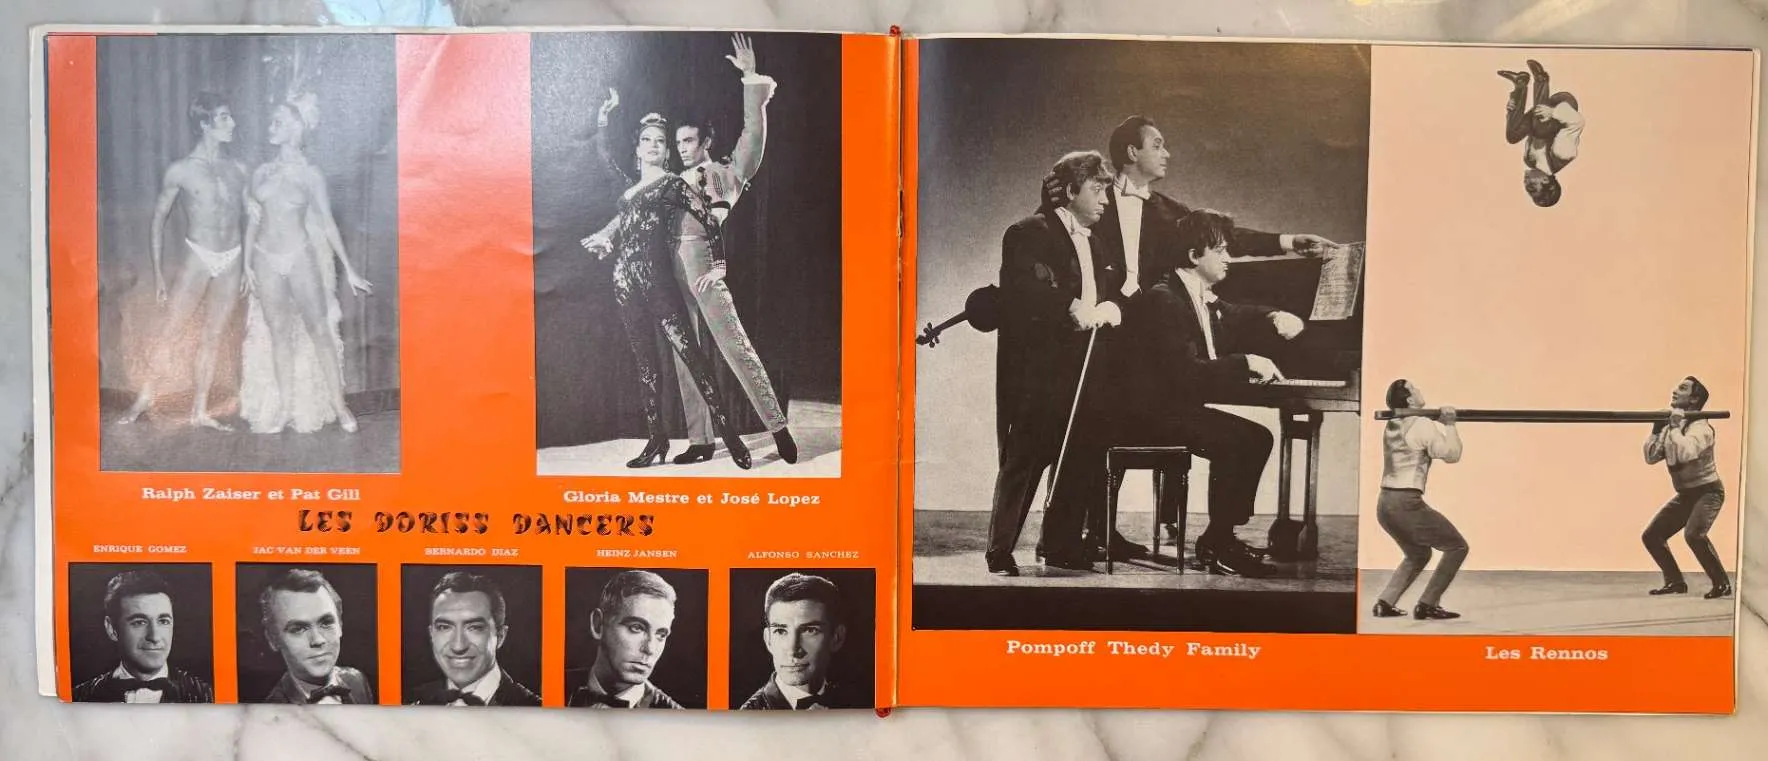 Ralph Zaiser et Pat Gill
Gloria Mestre et José Lopez
LES DORISS DANCERS
ENRIQUE GOMEZ
JAC VAN DER VEEN
BERNARDO DIAZ
HEINZ JANSEN
ALFONSO SANCHEZ
Pompoff Thedy Family
Les Rennos